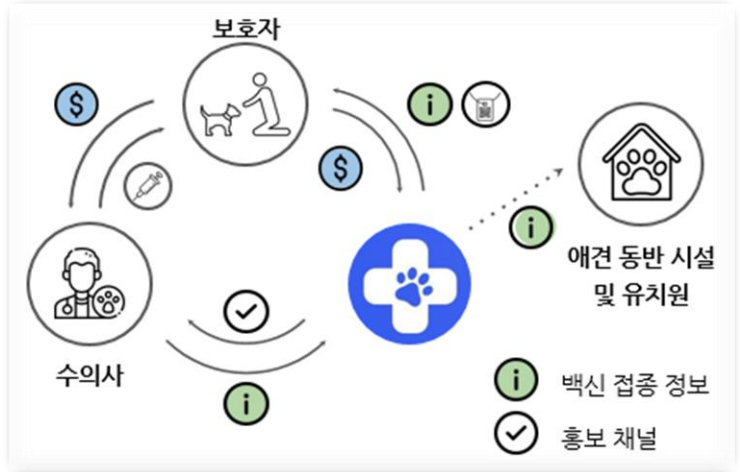 보호자
$
i
$
i
애견 동반 시설
및 유치원
수의사
i
i 백신 접종 정보
홍보 채널